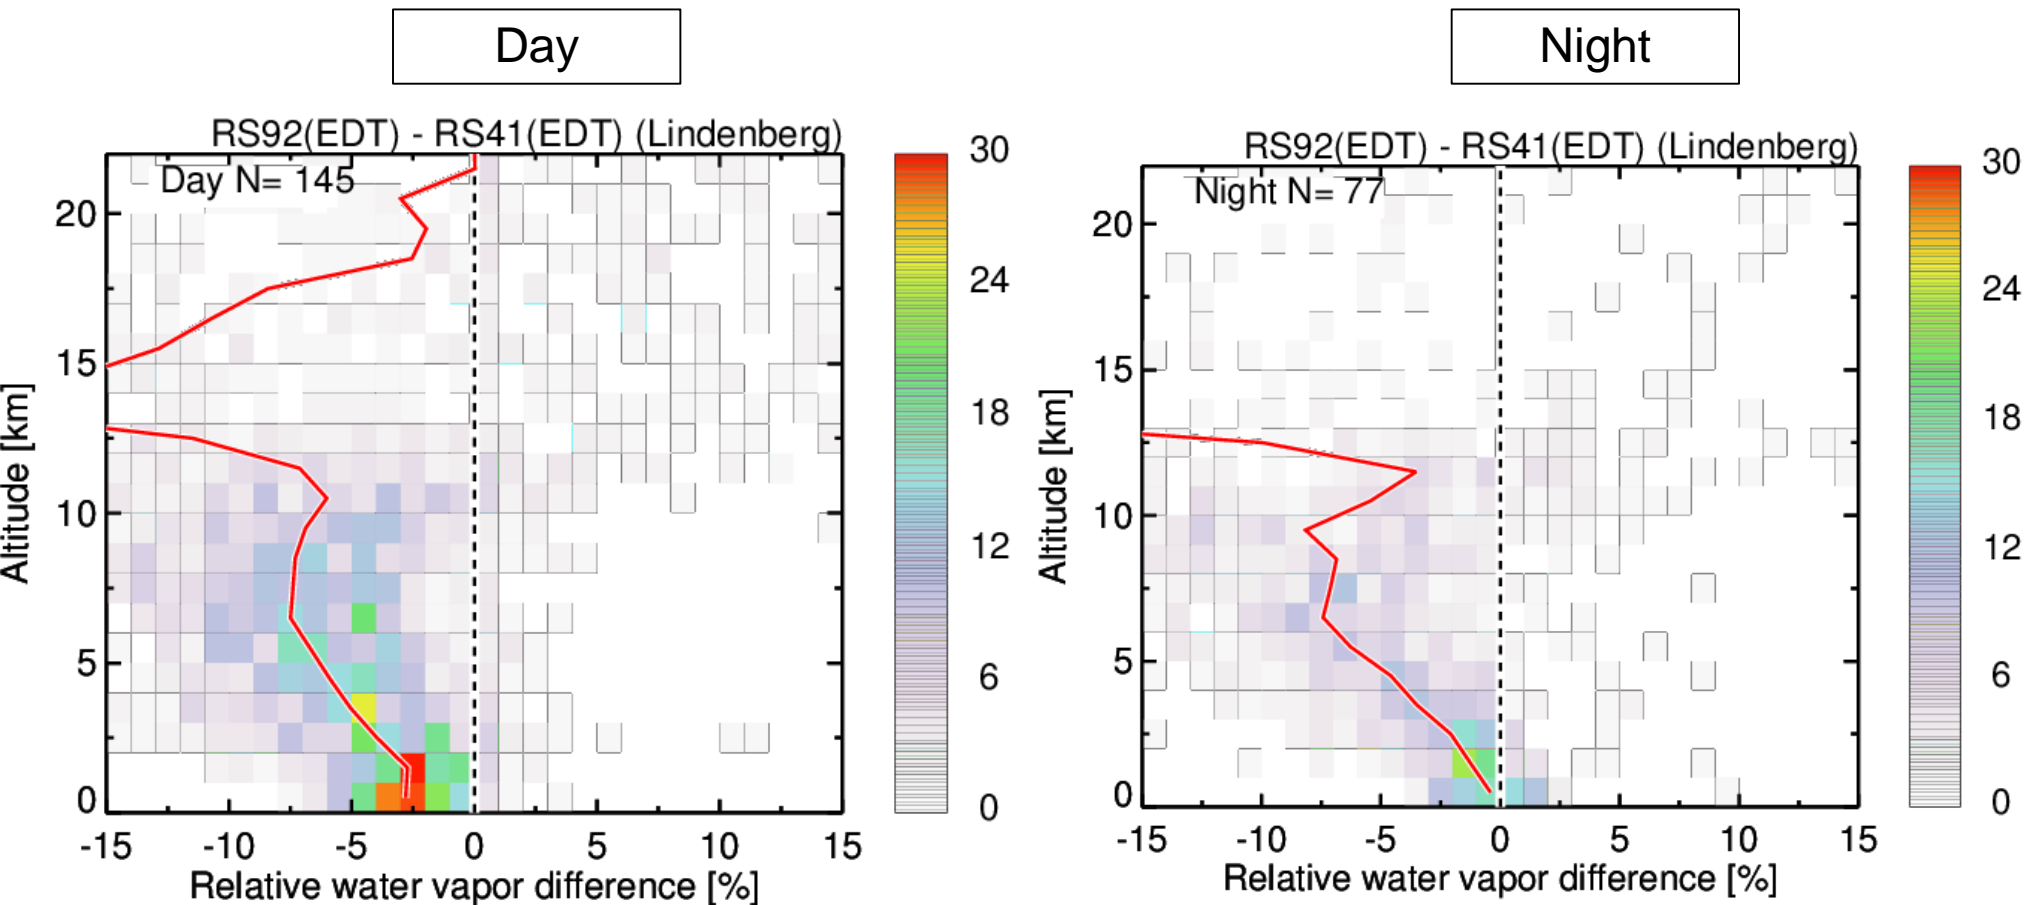 Day
Night
RS92(EDT) - RS41(EDT) (Lindenberg)
Day N= 145
20
15
10
5
0
Altitude [km]
-15 -10 -5 0 5 10 15
Relative water vapor difference [%]
30
24
18
12
6
0
RS92(EDT) - RS41(EDT) (Lindenberg)
Night N= 77
20
15
10
5
0
Altitude [km]
-15 -10 -5 0 5 10 15
Relative water vapor difference [%]
30
24
18
12
6
0